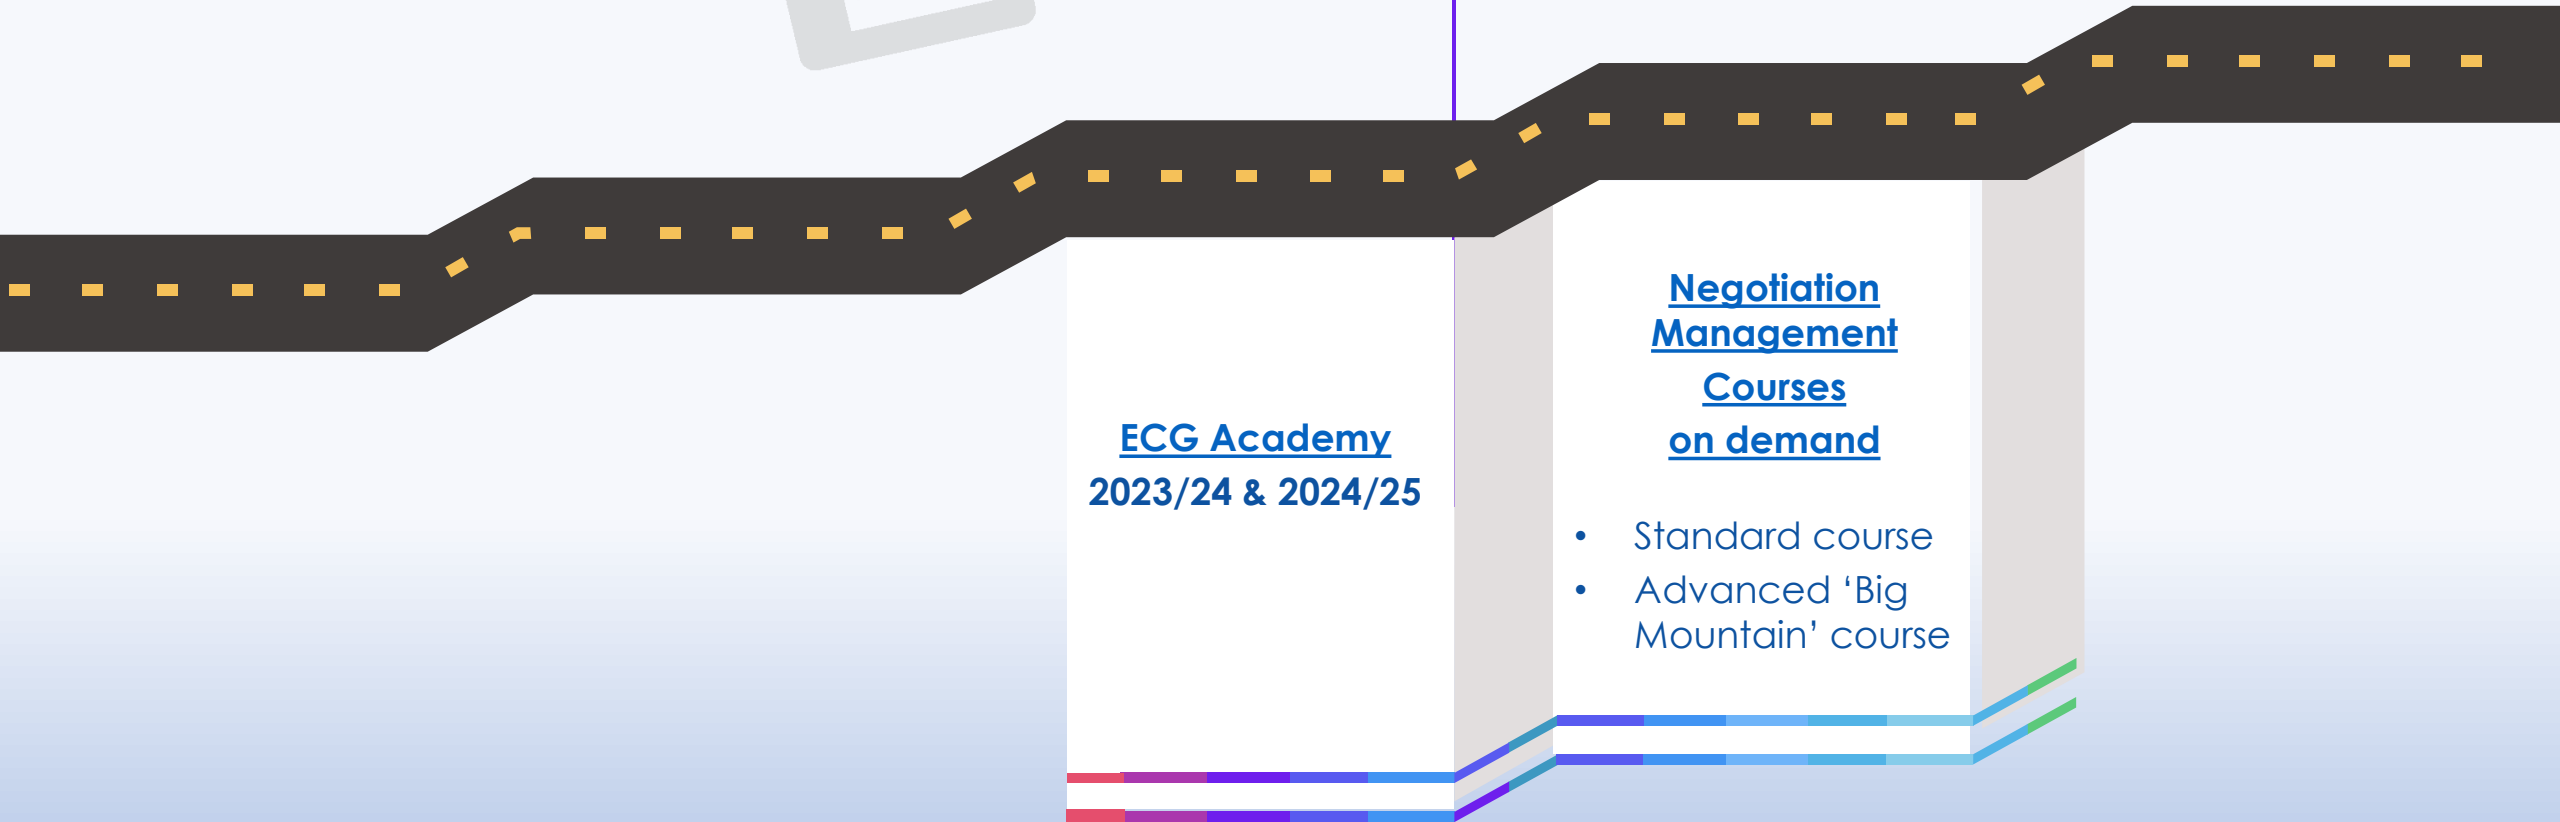 ECG Academy
2023/24 & 2024/25
Negotiation
Management
Courses
on demand
• Standard course
• Advanced ‘Big
Mountain’ course